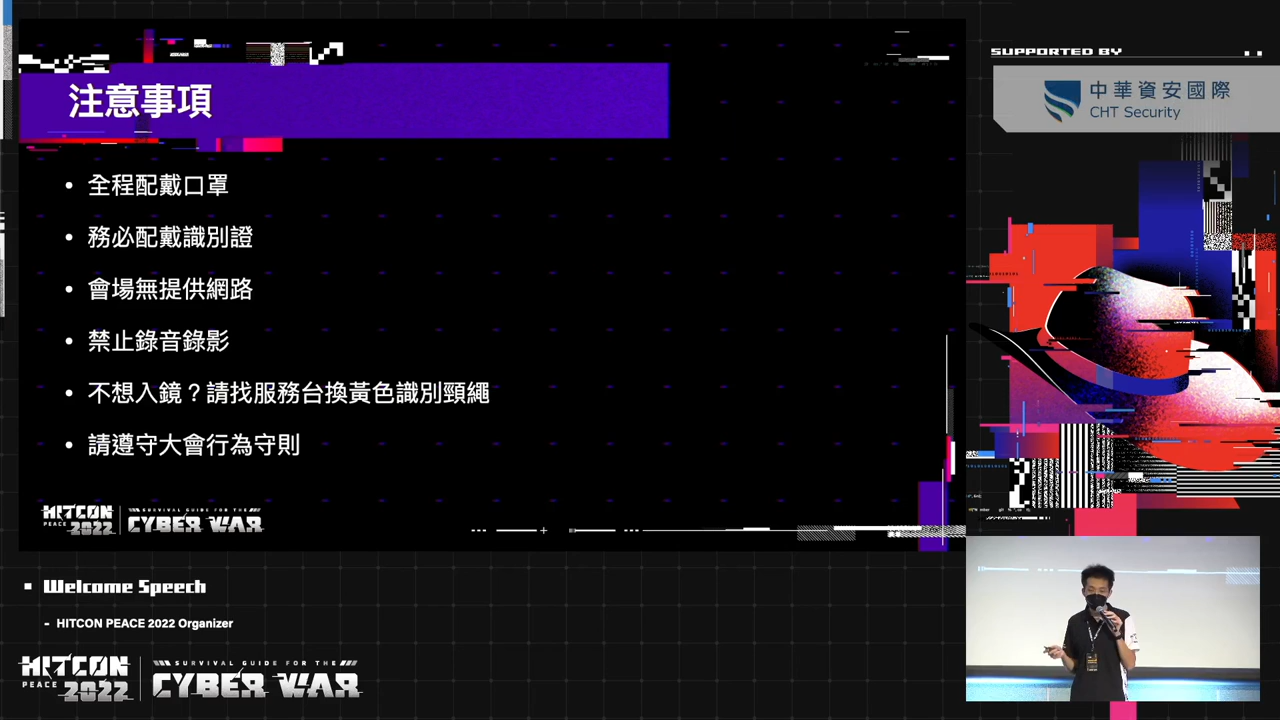 注意事項
全程配戴口罩
務必配戴識別證
會場無提供網路
禁止錄音錄影
不想入鏡？請找服務台換黃色識別頸繩
請遵守大會行為守則
HITCON PEACE 2022
SURVIVAL GUIDE FOR THE
CYBER WAR
SUPPORTED BY
中華資安國際
CHT Security
Welcome Speech
- HITCON PEACE 2022 Organizer
HITCON PEACE 2022
SURVIVAL GUIDE FOR THE
CYBER WAR